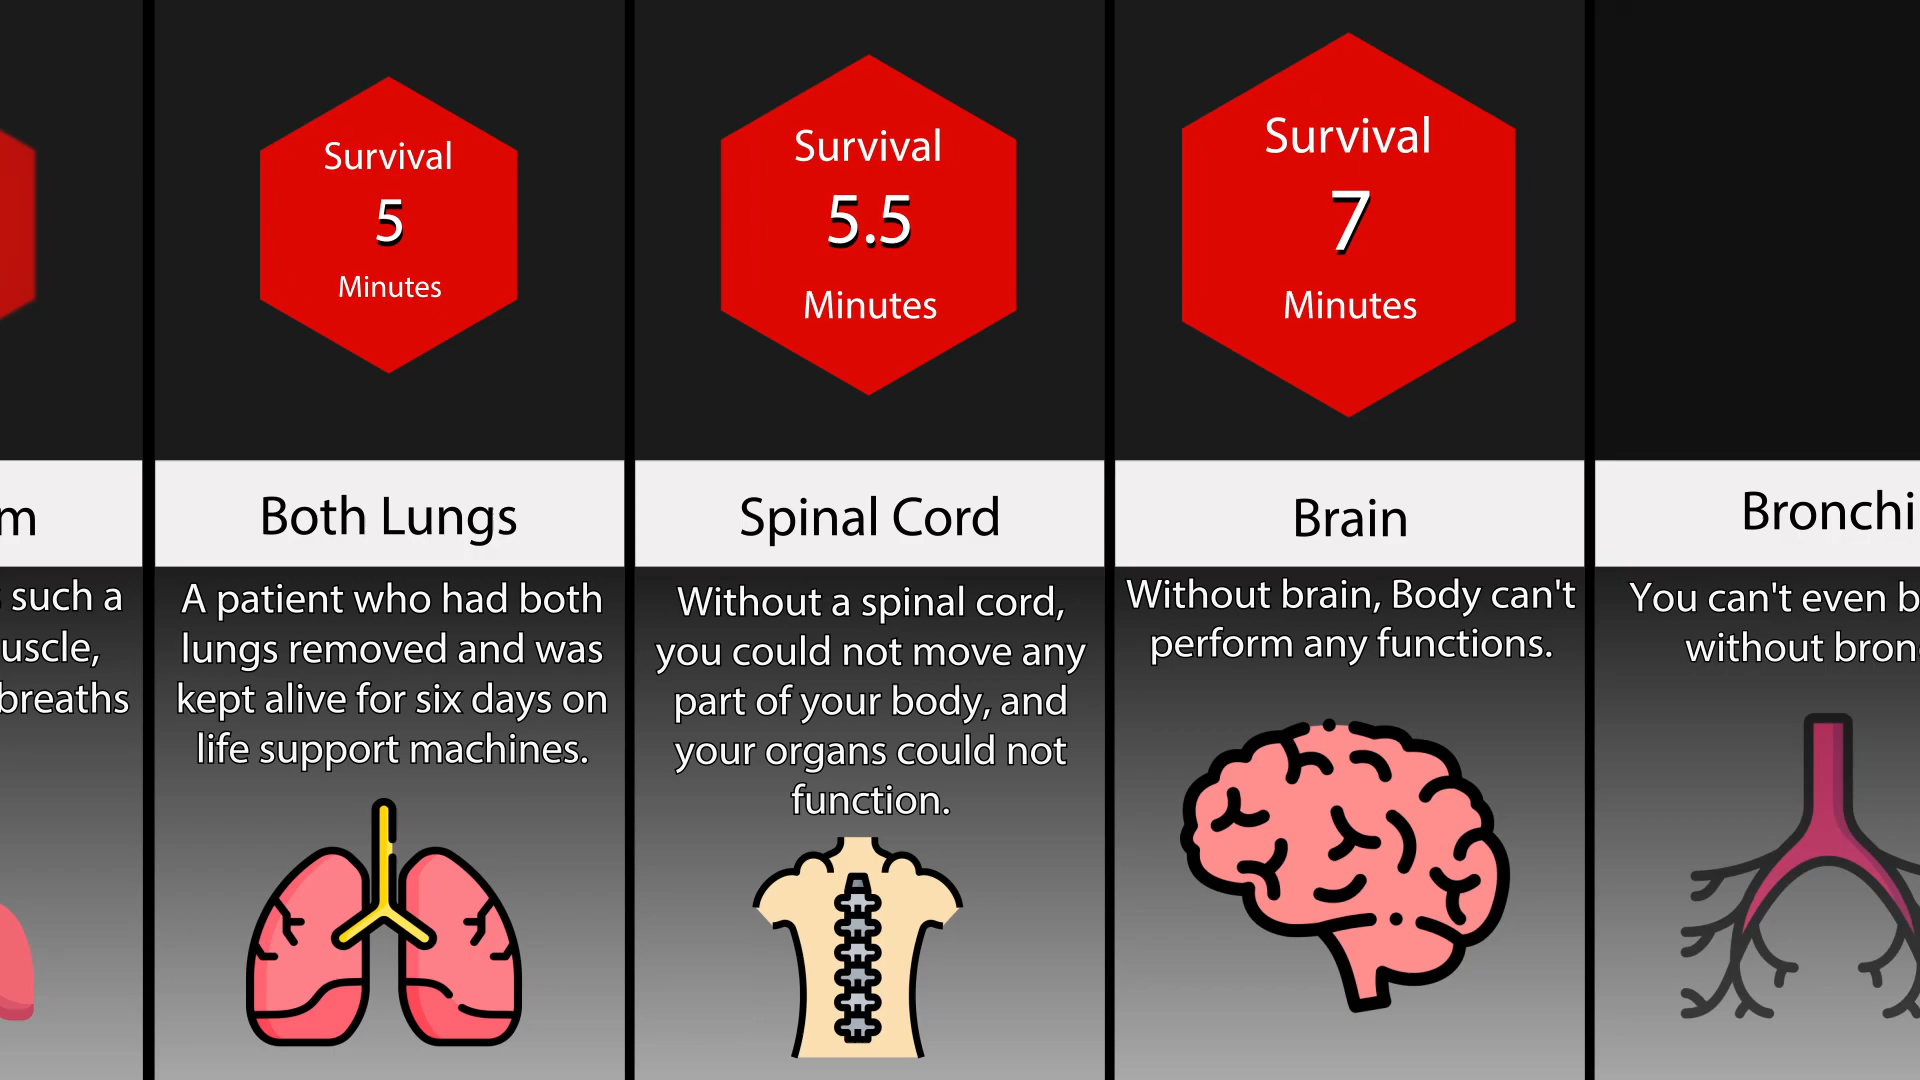 m
such a
uscle,
breaths
Survival
5
Minutes
Both Lungs
A patient who had both
lungs removed and was
kept alive for six days on
life support machines.
Survival
5.5
Minutes
Spinal Cord
Without a spinal cord,
you could not move any
part of your body, and
your organs could not
function.
Survival
7
Minutes
Brain
Without brain, Body can't
perform any functions.
Bronchi
You can't even b
without bron